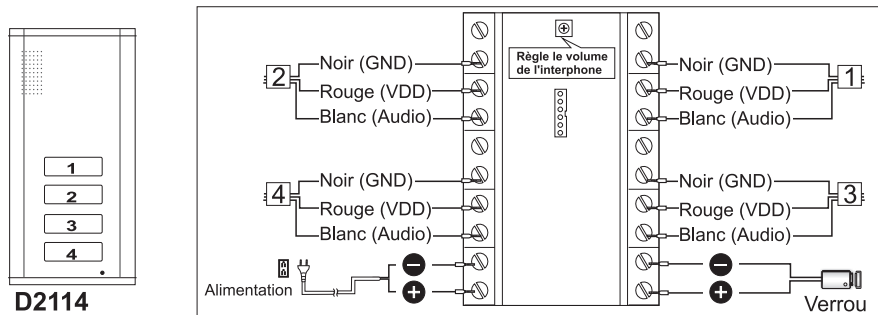 1
2
3
4
D2114
Règle le volume
de l'interphone
2
Noir (GND)
Rouge (VDD)
Blanc (Audio)
Noir (GND)
Rouge (VDD)
Blanc (Audio)
1
4
Noir (GND)
Rouge (VDD)
Blanc (Audio)
Noir (GND)
Rouge (VDD)
Blanc (Audio)
3
Alimentation
−
+
−
+
Verrou